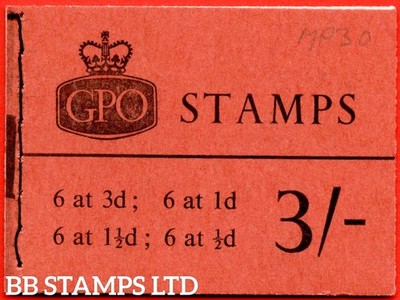 MP30
GPO STAMPS
6 at 3d; 6 at 1d
6 at 1½d; 6 at ½d
3/-
BB STAMPS LTD